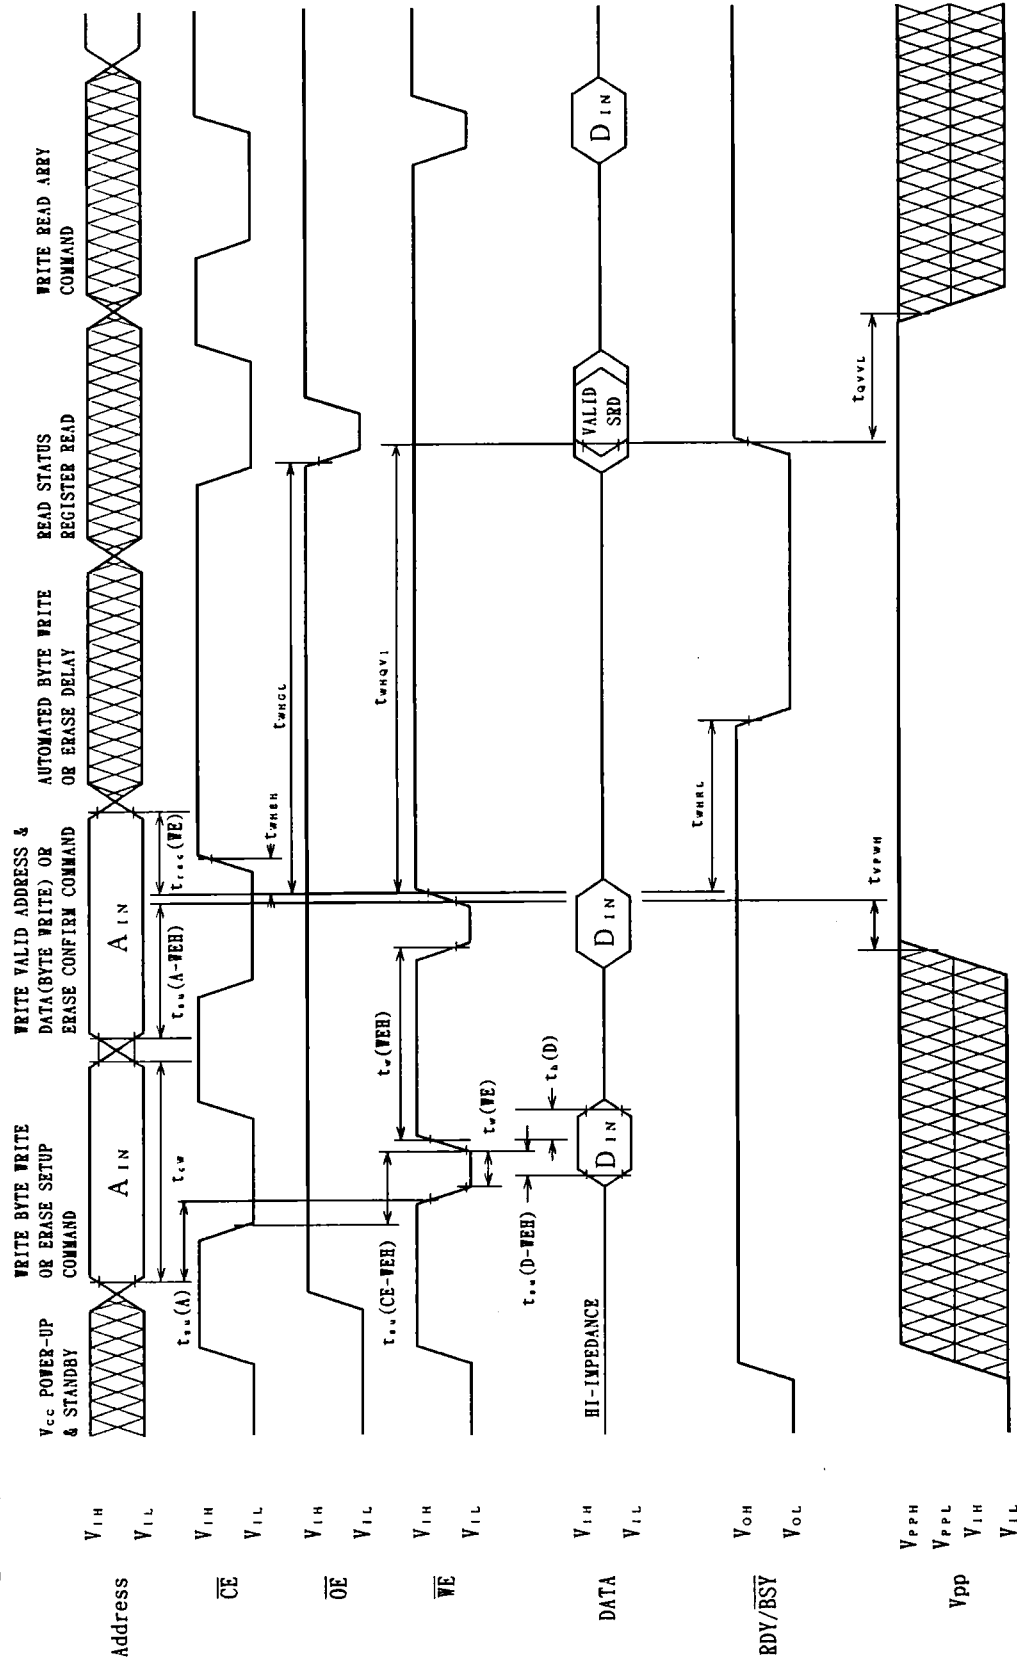 Vcc POWER-UP
& STANDBY
WRITE BYTE WRITE
OR ERASE SETUP
COMMAND
WRITE VALID ADDRESS &
DATA(BYTE WRITE) OR
ERASE CONFIRM COMMAND
AUTOMATED BYTE WRITE
OR ERASE DELAY
READ STATUS
REGISTER READ
WRITE READ ARRY
COMMAND
Address
VIH
VIL
AIN
AIN
tcw
tsu(A)
tsu(A-WEH)
trec(WE)
CE
VIH
VIL
tWHEH
OE
VIH
VIL
tWHGL
WE
VIH
VIL
tsu(CE-WEH)
tw(WE)
tw(WEH)
tWHQV1
DATA
VIH
VIL
HI-IMPEDANCE
tsu(D-WEH)
th(D)
DIN
DIN
VALID
SRD
DIN
RDY/BSY
VOH
VOL
tWHRL
Vpp
VPPH
VPPL
VIH
VIL
tVPWH
tQVVL